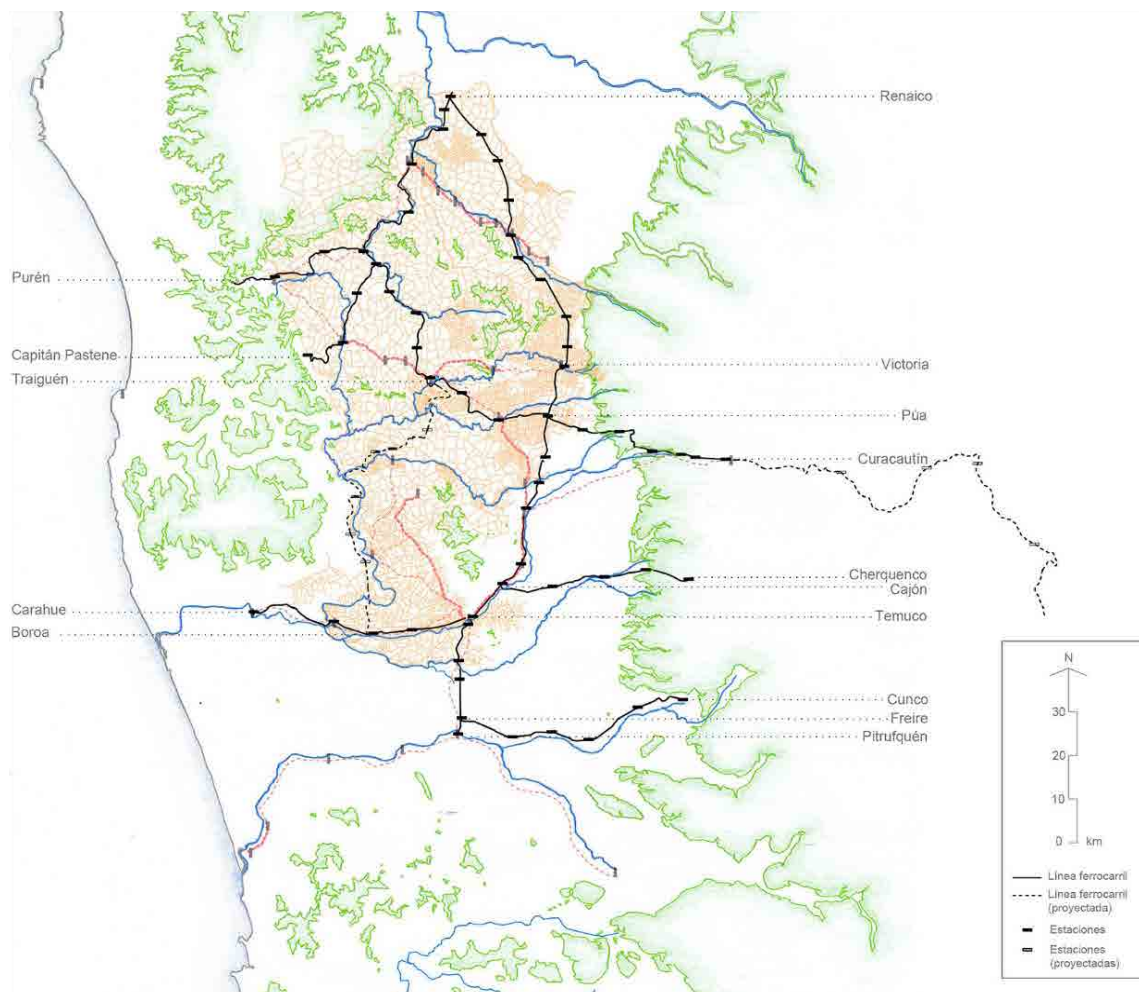 Renaico
Purén
Capitán Pastene
Traiguén
Victoria
Púa
Curacautín
Cherquenco
Cajón
Carahue
Temuco
Boroa
Cunco
Freire
Pitrufquén
N
30
20
10
0 km
Línea ferrocarril
Línea ferrocarril
(proyectada)
Estaciones
Estaciones
(proyectadas)